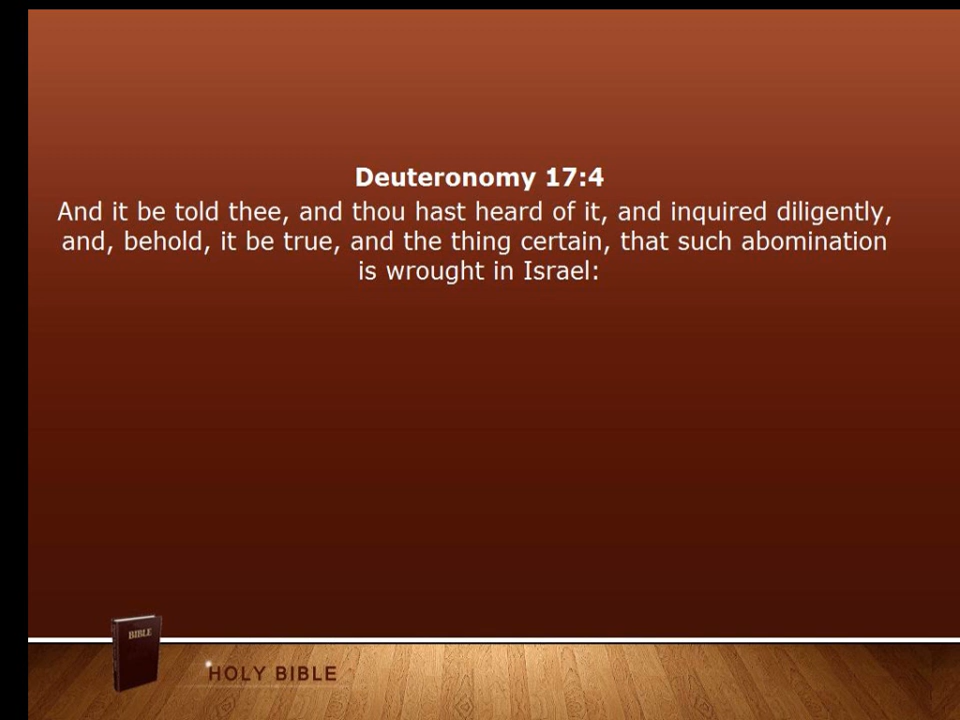 Deuteronomy 17:4
And it be told thee, and thou hast heard of it, and inquired diligently,
and, behold, it be true, and the thing certain, that such abomination
is wrought in Israel:
BIBLE
HOLY BIBLE